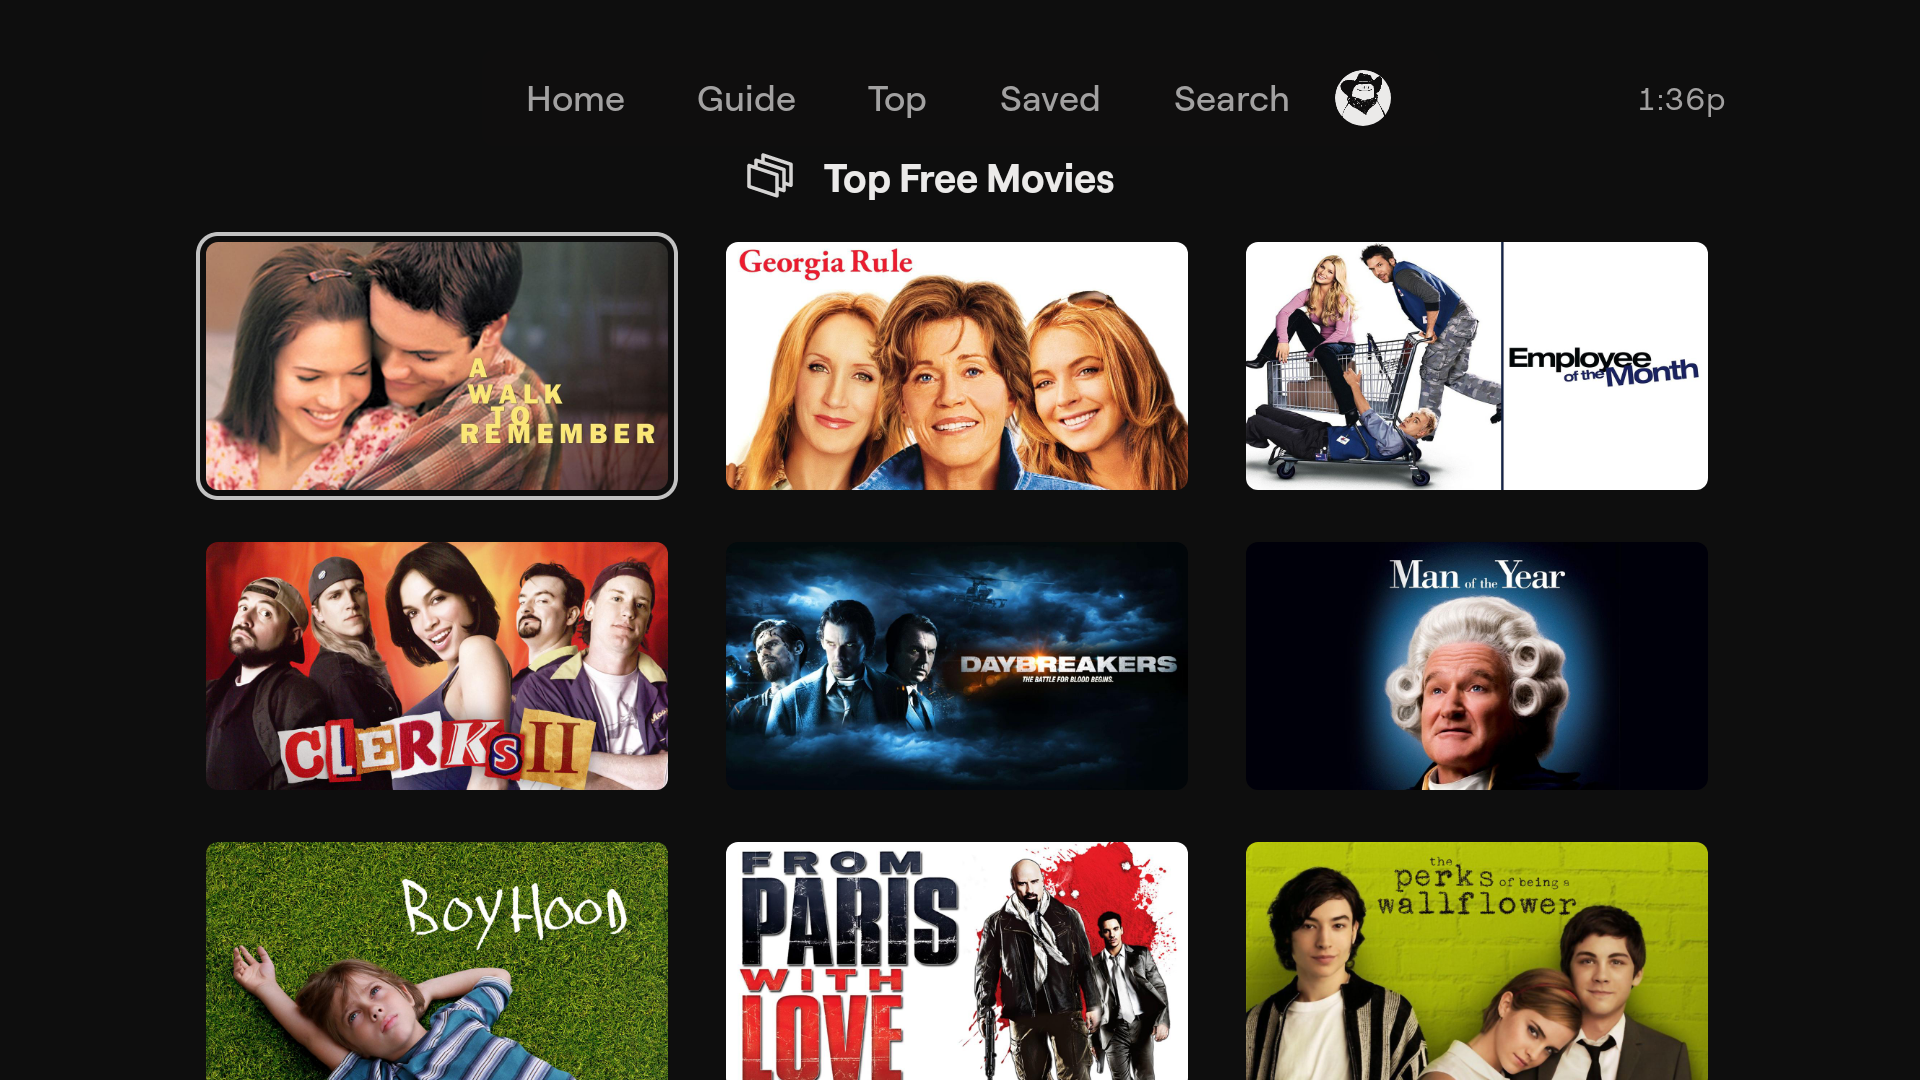 Home Guide Top Saved Search 1:36p
Top Free Movies
A
WALK
TO
REMEMBER
Georgia Rule
Employee
of the Month
CLERKS II
DAYBREAKERS
THE BATTLE FOR BLOOD BEGINS.
Man of the Year
BOYHOOD
FROM
PARIS
WITH
LOVE
the
perks of being a
wallflower